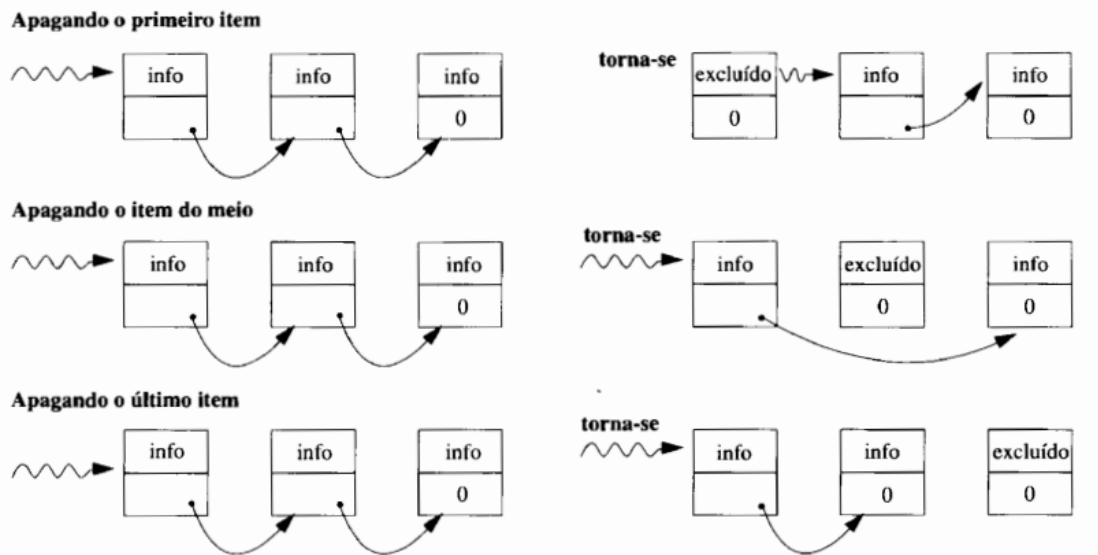 Apagando o primeiro item
info info info
0
torna-se
excluído info info
0 0
Apagando o item do meio
info info info
0
torna-se
info excluído info
0 0
Apagando o último item
info info info
0
torna-se
info info excluído
0 0